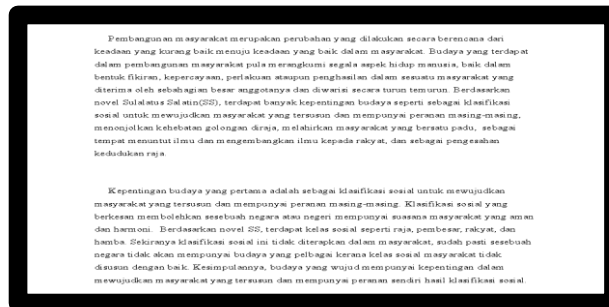 Pembangunan masyarakat merupakan perubahan yang dilakukan secara berencana dari
keadaan yang kurang baik menuju keadaan yang baik dalam masyarakat. Budaya yang terdapat
dalam pembangunan masyarakat pula merangkumi segala aspek hidup manusia, baik dalam
bentuk fikiran, kepercayaan, perlakuan ataupun penghasilan dalam sesuatu masyarakat yang
diterima oleh sebahagian besar anggotanya dan diwarisi secara turun temurun. Berdasarkan
novel Sulalatus Salatin(SS), terdapat banyak kepentingan budaya seperti sebagai klasifikasi
sosial untuk mewujudkan masyarakat yang tersusun dan mempunyai peranan masing-masing,
menonjolkan kehebatan golongan diraja, melahirkan masyarakat yang bersatu padu, sebagai
tempat menuntut ilmu dan mengembangkan ilmu kepada rakyat, dan sebagai pengesahan
kedudukan raja.
Kepentingan budaya yang pertama adalah sebagai klasifikasi sosial untuk mewujudkan
masyarakat yang tersusun dan mempunyai peranan masing-masing. Klasifikasi sosial yang
berkesan membolehkan sesebuah negara atau negeri mempunyai suasana masyarakat yang aman
dan harmoni. Berdasarkan novel SS, terdapat kelas sosial seperti raja, pembesar, rakyat, dan
hamba. Sekiranya klasifikasi sosial ini tidak diterapkan dalam masyarakat, sudah pasti sesebuah
negara tidak akan mempunyai budaya yang pelbagai kerana kelas sosial masyarakat tidak
disusun dengan baik. Kesimpulannya, budaya yang wujud mempunyai kepentingan dalam
mewujudkan masyarakat yang tersusun dan mempunyai peranan sendiri hasil klasifikasi sosial.